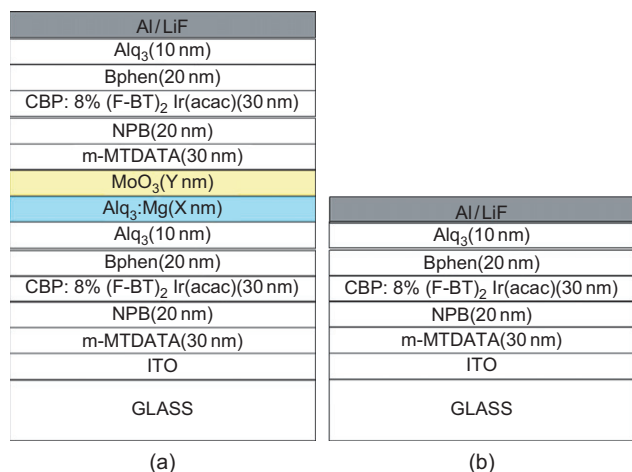 Al/LiF
Alq₃(10 nm)
Bphen(20 nm)
CBP: 8% (F-BT)₂ Ir(acac)(30 nm)
NPB(20 nm)
m-MTDATA(30 nm)
MoO₃(Y nm)
Alq₃:Mg(X nm)
Alq₃(10 nm)
Bphen(20 nm)
CBP: 8% (F-BT)₂ Ir(acac)(30 nm)
NPB(20 nm)
m-MTDATA(30 nm)
ITO
GLASS
(a)
Al/LiF
Alq₃(10 nm)
Bphen(20 nm)
CBP: 8% (F-BT)₂ Ir(acac)(30 nm)
NPB(20 nm)
m-MTDATA(30 nm)
ITO
GLASS
(b)